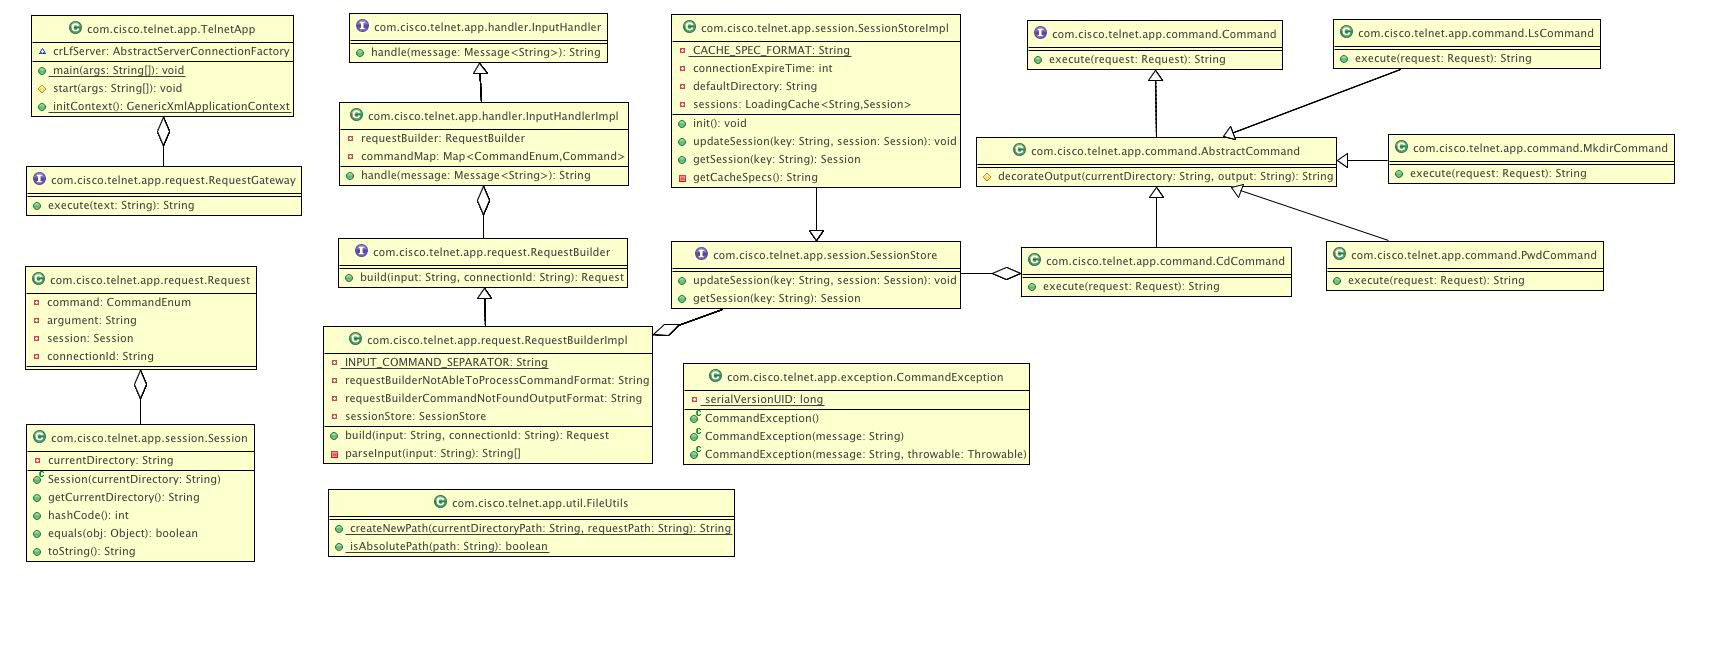 com.cisco.telnet.app.TelnetApp
crLfServer: AbstractServerConnectionFactory
main(args: String[]): void
start(args: String[]): void
initContext(): GenericXmlApplicationContext
com.cisco.telnet.app.request.RequestGateway
execute(text: String): String
com.cisco.telnet.app.request.Request
command: CommandEnum
argument: String
session: Session
connectionId: String
com.cisco.telnet.app.session.Session
currentDirectory: String
Session(currentDirectory: String)
getCurrentDirectory(): String
hashCode(): int
equals(obj: Object): boolean
toString(): String
com.cisco.telnet.app.handler.InputHandler
handle(message: Message<String>): String
com.cisco.telnet.app.handler.InputHandlerImpl
requestBuilder: RequestBuilder
commandMap: Map<CommandEnum,Command>
handle(message: Message<String>): String
com.cisco.telnet.app.request.RequestBuilder
build(input: String, connectionId: String): Request
com.cisco.telnet.app.request.RequestBuilderImpl
INPUT_COMMAND_SEPARATOR: String
requestBuilderNotAbleToProcessCommandFormat: String
requestBuilderCommandNotFoundOutputFormat: String
sessionStore: SessionStore
build(input: String, connectionId: String): Request
parseInput(input: String): String[]
com.cisco.telnet.app.util.FileUtils
createNewPath(currentDirectoryPath: String, requestPath: String): String
isAbsolutePath(path: String): boolean
com.cisco.telnet.app.session.SessionStoreImpl
CACHE_SPEC_FORMAT: String
connectionExpireTime: int
defaultDirectory: String
sessions: LoadingCache<String,Session>
init(): void
updateSession(key: String, session: Session): void
getSession(key: String): Session
getCacheSpecs(): String
com.cisco.telnet.app.session.SessionStore
updateSession(key: String, session: Session): void
getSession(key: String): Session
com.cisco.telnet.app.exception.CommandException
serialVersionUID: long
CommandException()
CommandException(message: String)
CommandException(message: String, throwable: Throwable)
com.cisco.telnet.app.command.Command
execute(request: Request): String
com.cisco.telnet.app.command.LsCommand
execute(request: Request): String
com.cisco.telnet.app.command.AbstractCommand
decorateOutput(currentDirectory: String, output: String): String
com.cisco.telnet.app.command.MkdirCommand
execute(request: Request): String
com.cisco.telnet.app.command.CdCommand
execute(request: Request): String
com.cisco.telnet.app.command.PwdCommand
execute(request: Request): String